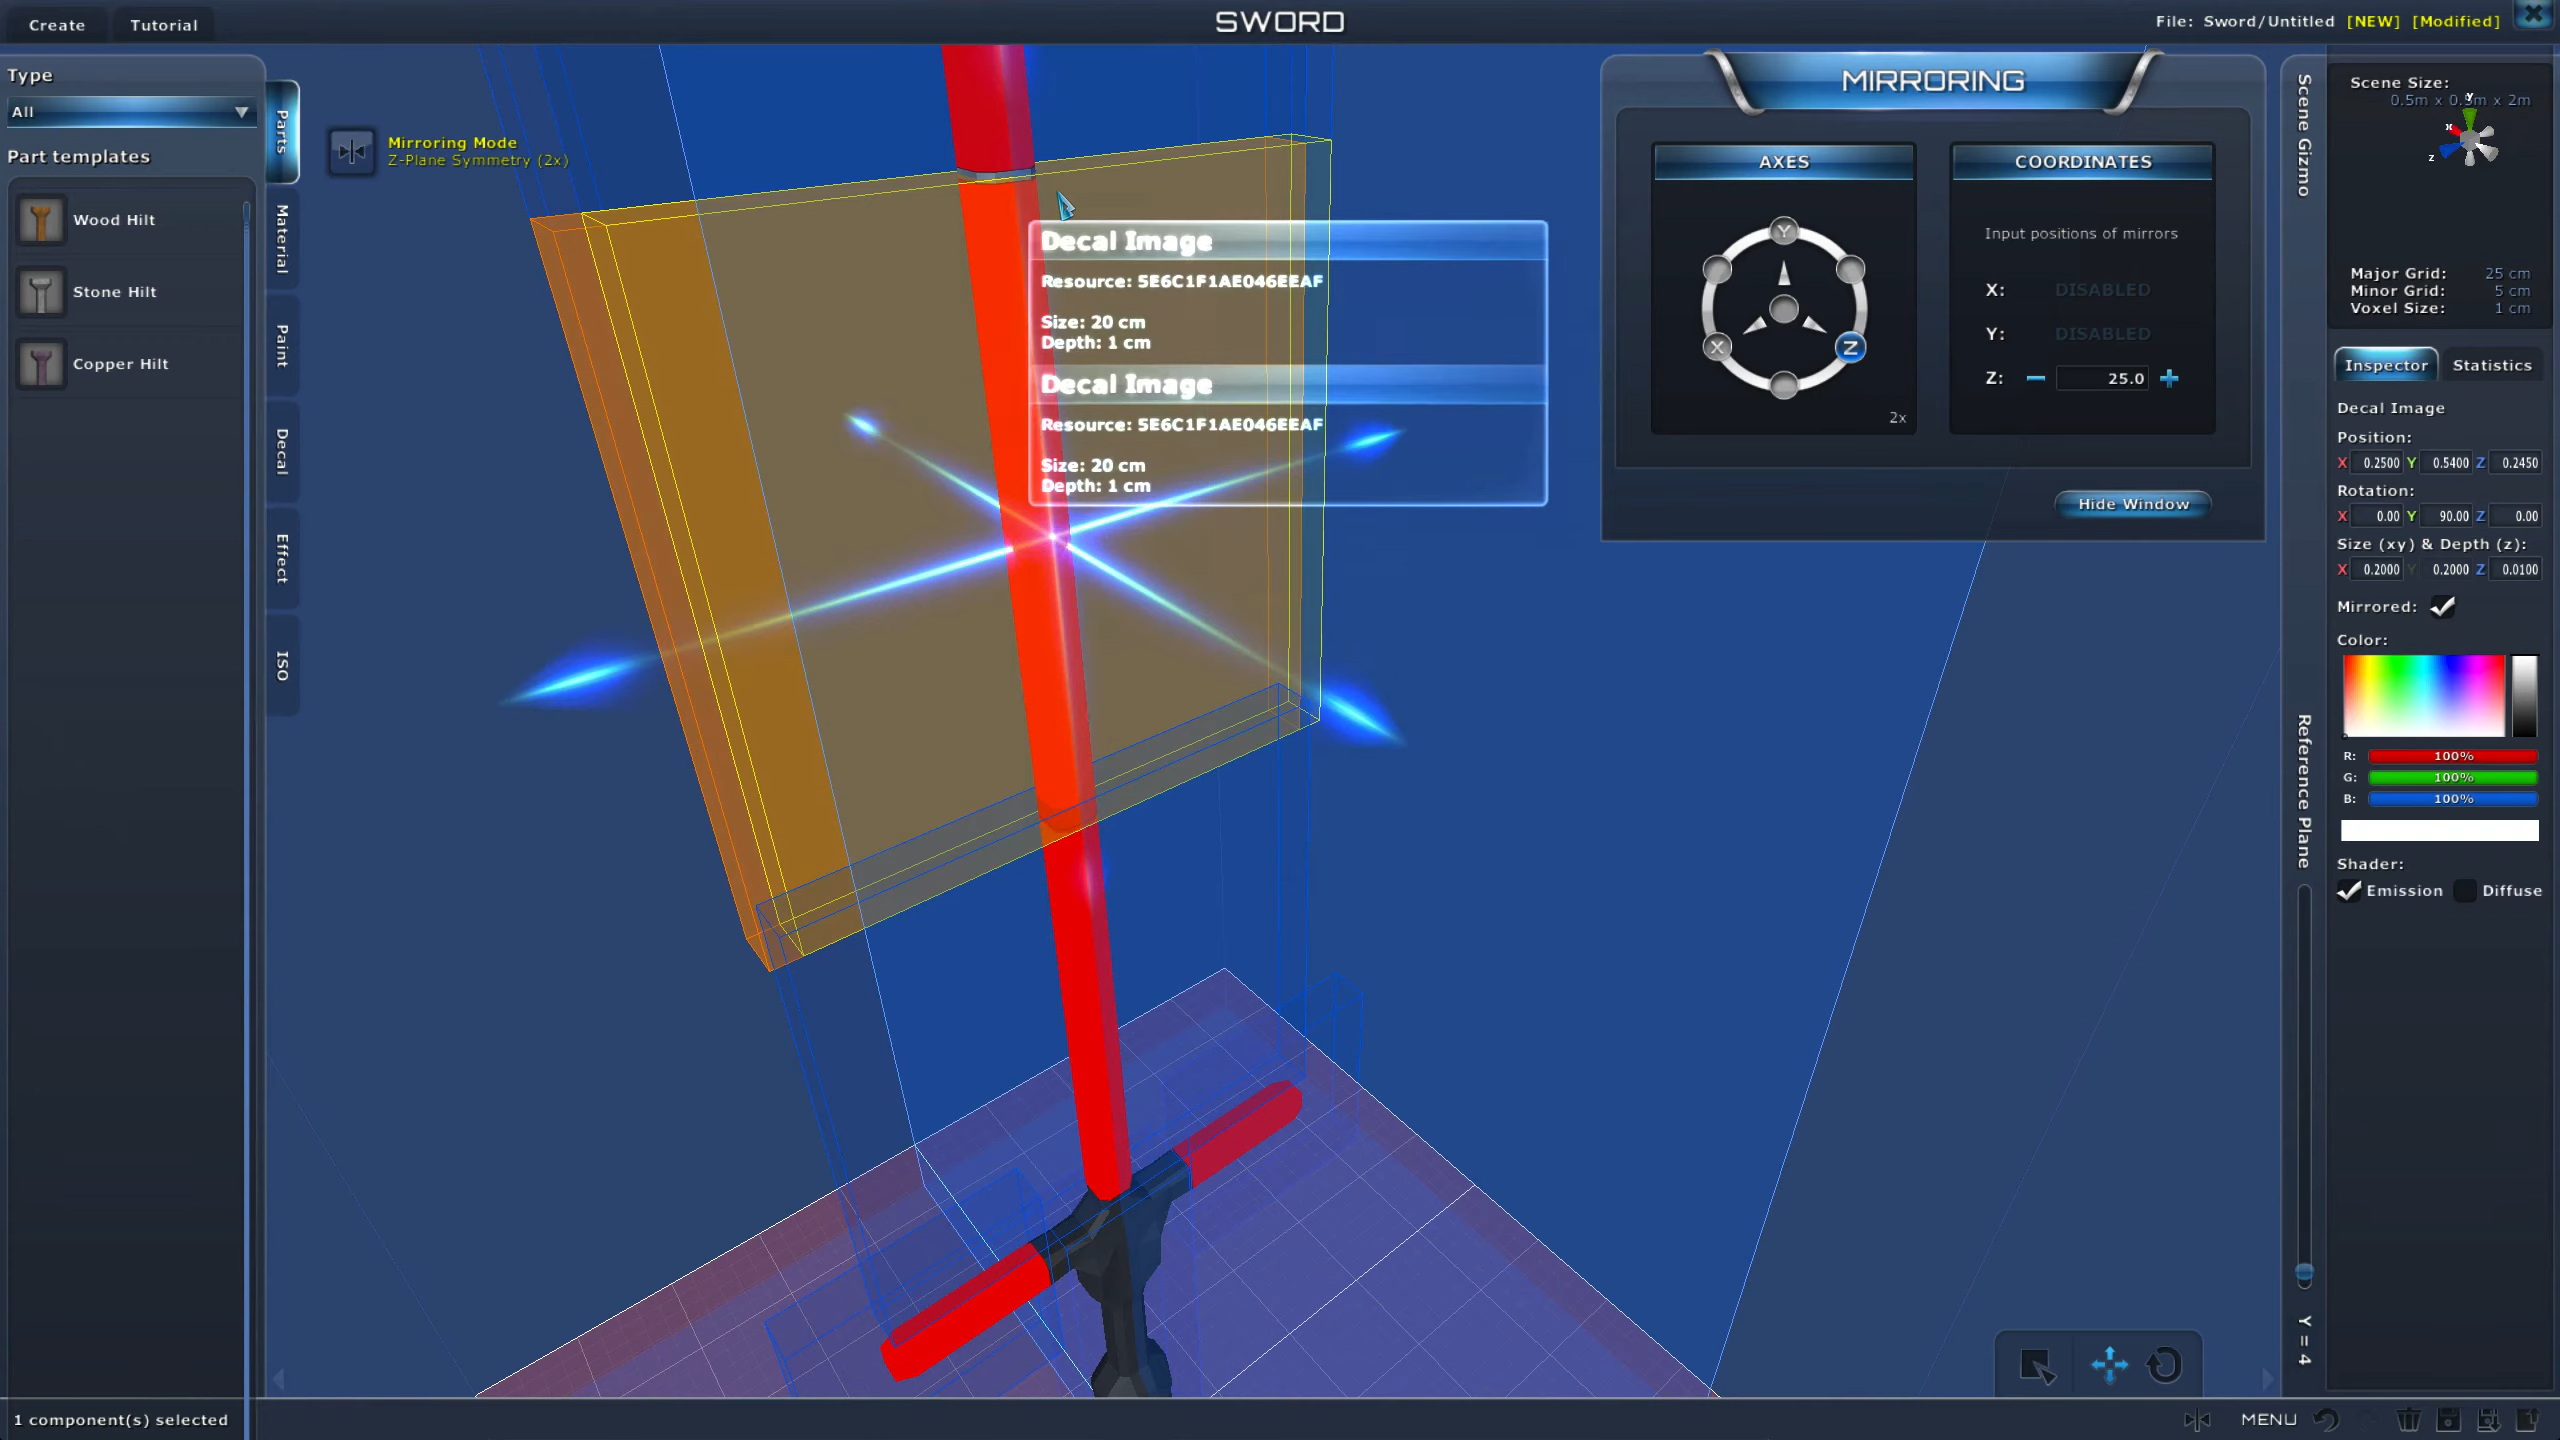 Create
Tutorial
SWORD
File: Sword/Untitled [NEW] [Modified]
Type
All
Part templates
Wood Hilt
Stone Hilt
Copper Hilt
Parts
Material
Paint
Decal
Effect
ISO
Mirroring Mode
Z-Plane Symmetry (2x)
Decal Image
Resource: 5E6C1F1AE046EEAF
Size: 20 cm
Depth: 1 cm
Decal Image
Resource: 5E6C1F1AE046EEAF
Size: 20 cm
Depth: 1 cm
MIRRORING
AXES
Y
X
Z
2x
COORDINATES
Input positions of mirrors
X: DISABLED
Y: DISABLED
Z: 25.0
Hide Window
Scene Gizmo
Reference Plane
Y = 4
Scene Size:
0.5m x 0.5m x 2m
Y
X
Z
Major Grid: 25 cm
Minor Grid: 5 cm
Voxel Size: 1 cm
Inspector
Statistics
Decal Image
Position:
X 0.2500 Y 0.5400 Z 0.2450
Rotation:
X 0.00 Y 90.00 Z 0.00
Size (xy) & Depth (z):
X 0.2000 Y 0.2000 Z 0.0100
Mirrored:
Color:
R: 100%
G: 100%
B: 100%
Shader:
Emission
Diffuse
1 component(s) selected
MENU